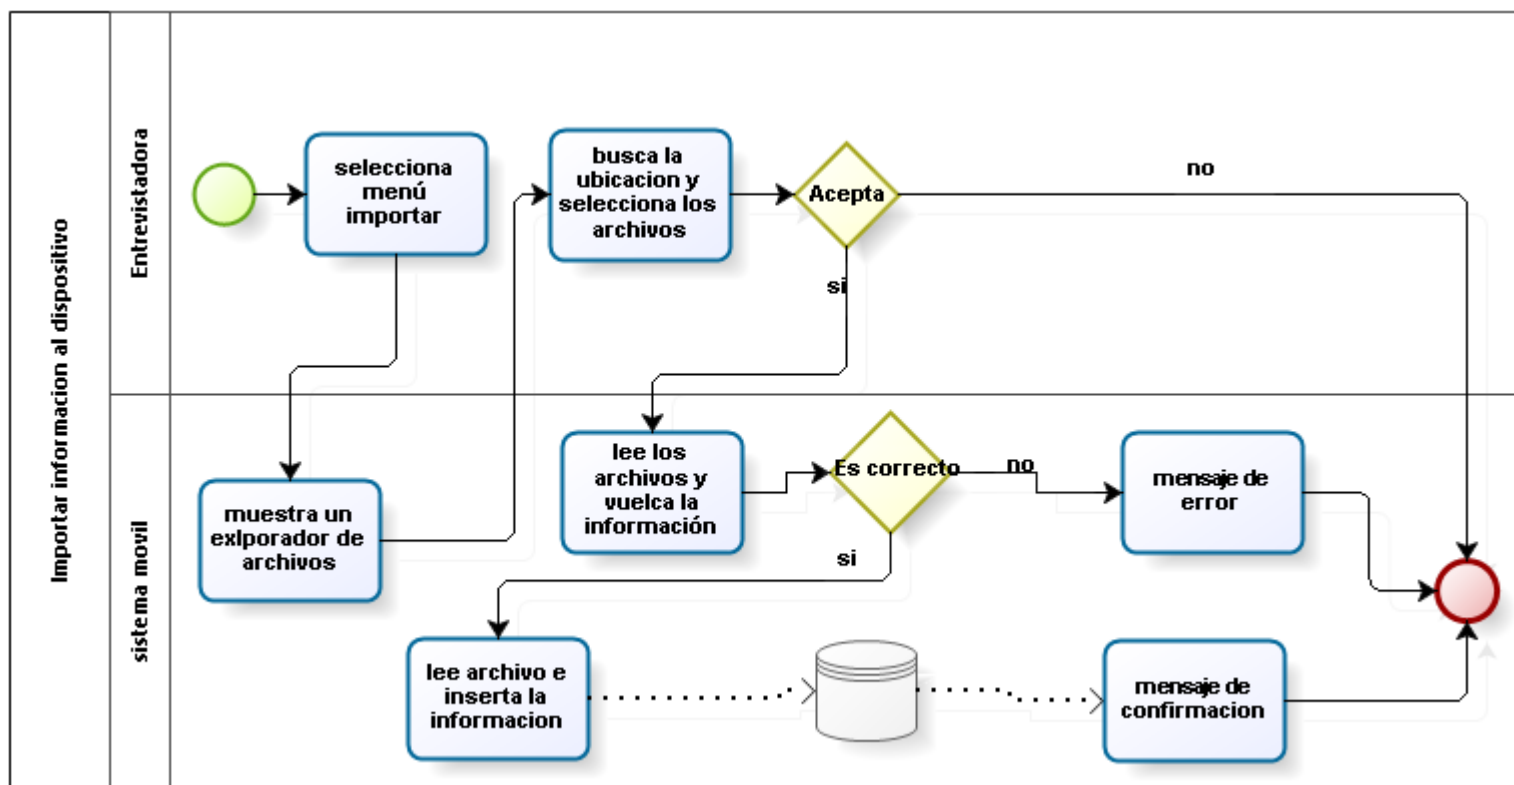 Importar informacion al dispositivo
Entrevistadora
selecciona
menú
importar
busca la
ubicacion y
selecciona los
archivos
Acepta
no
si
sistema movil
muestra un
exlporador de
archivos
lee los
archivos y
vuelca la
información
Es correcto
no
mensaje de
error
si
lee archivo e
inserta la
informacion
mensaje de
confirmacion